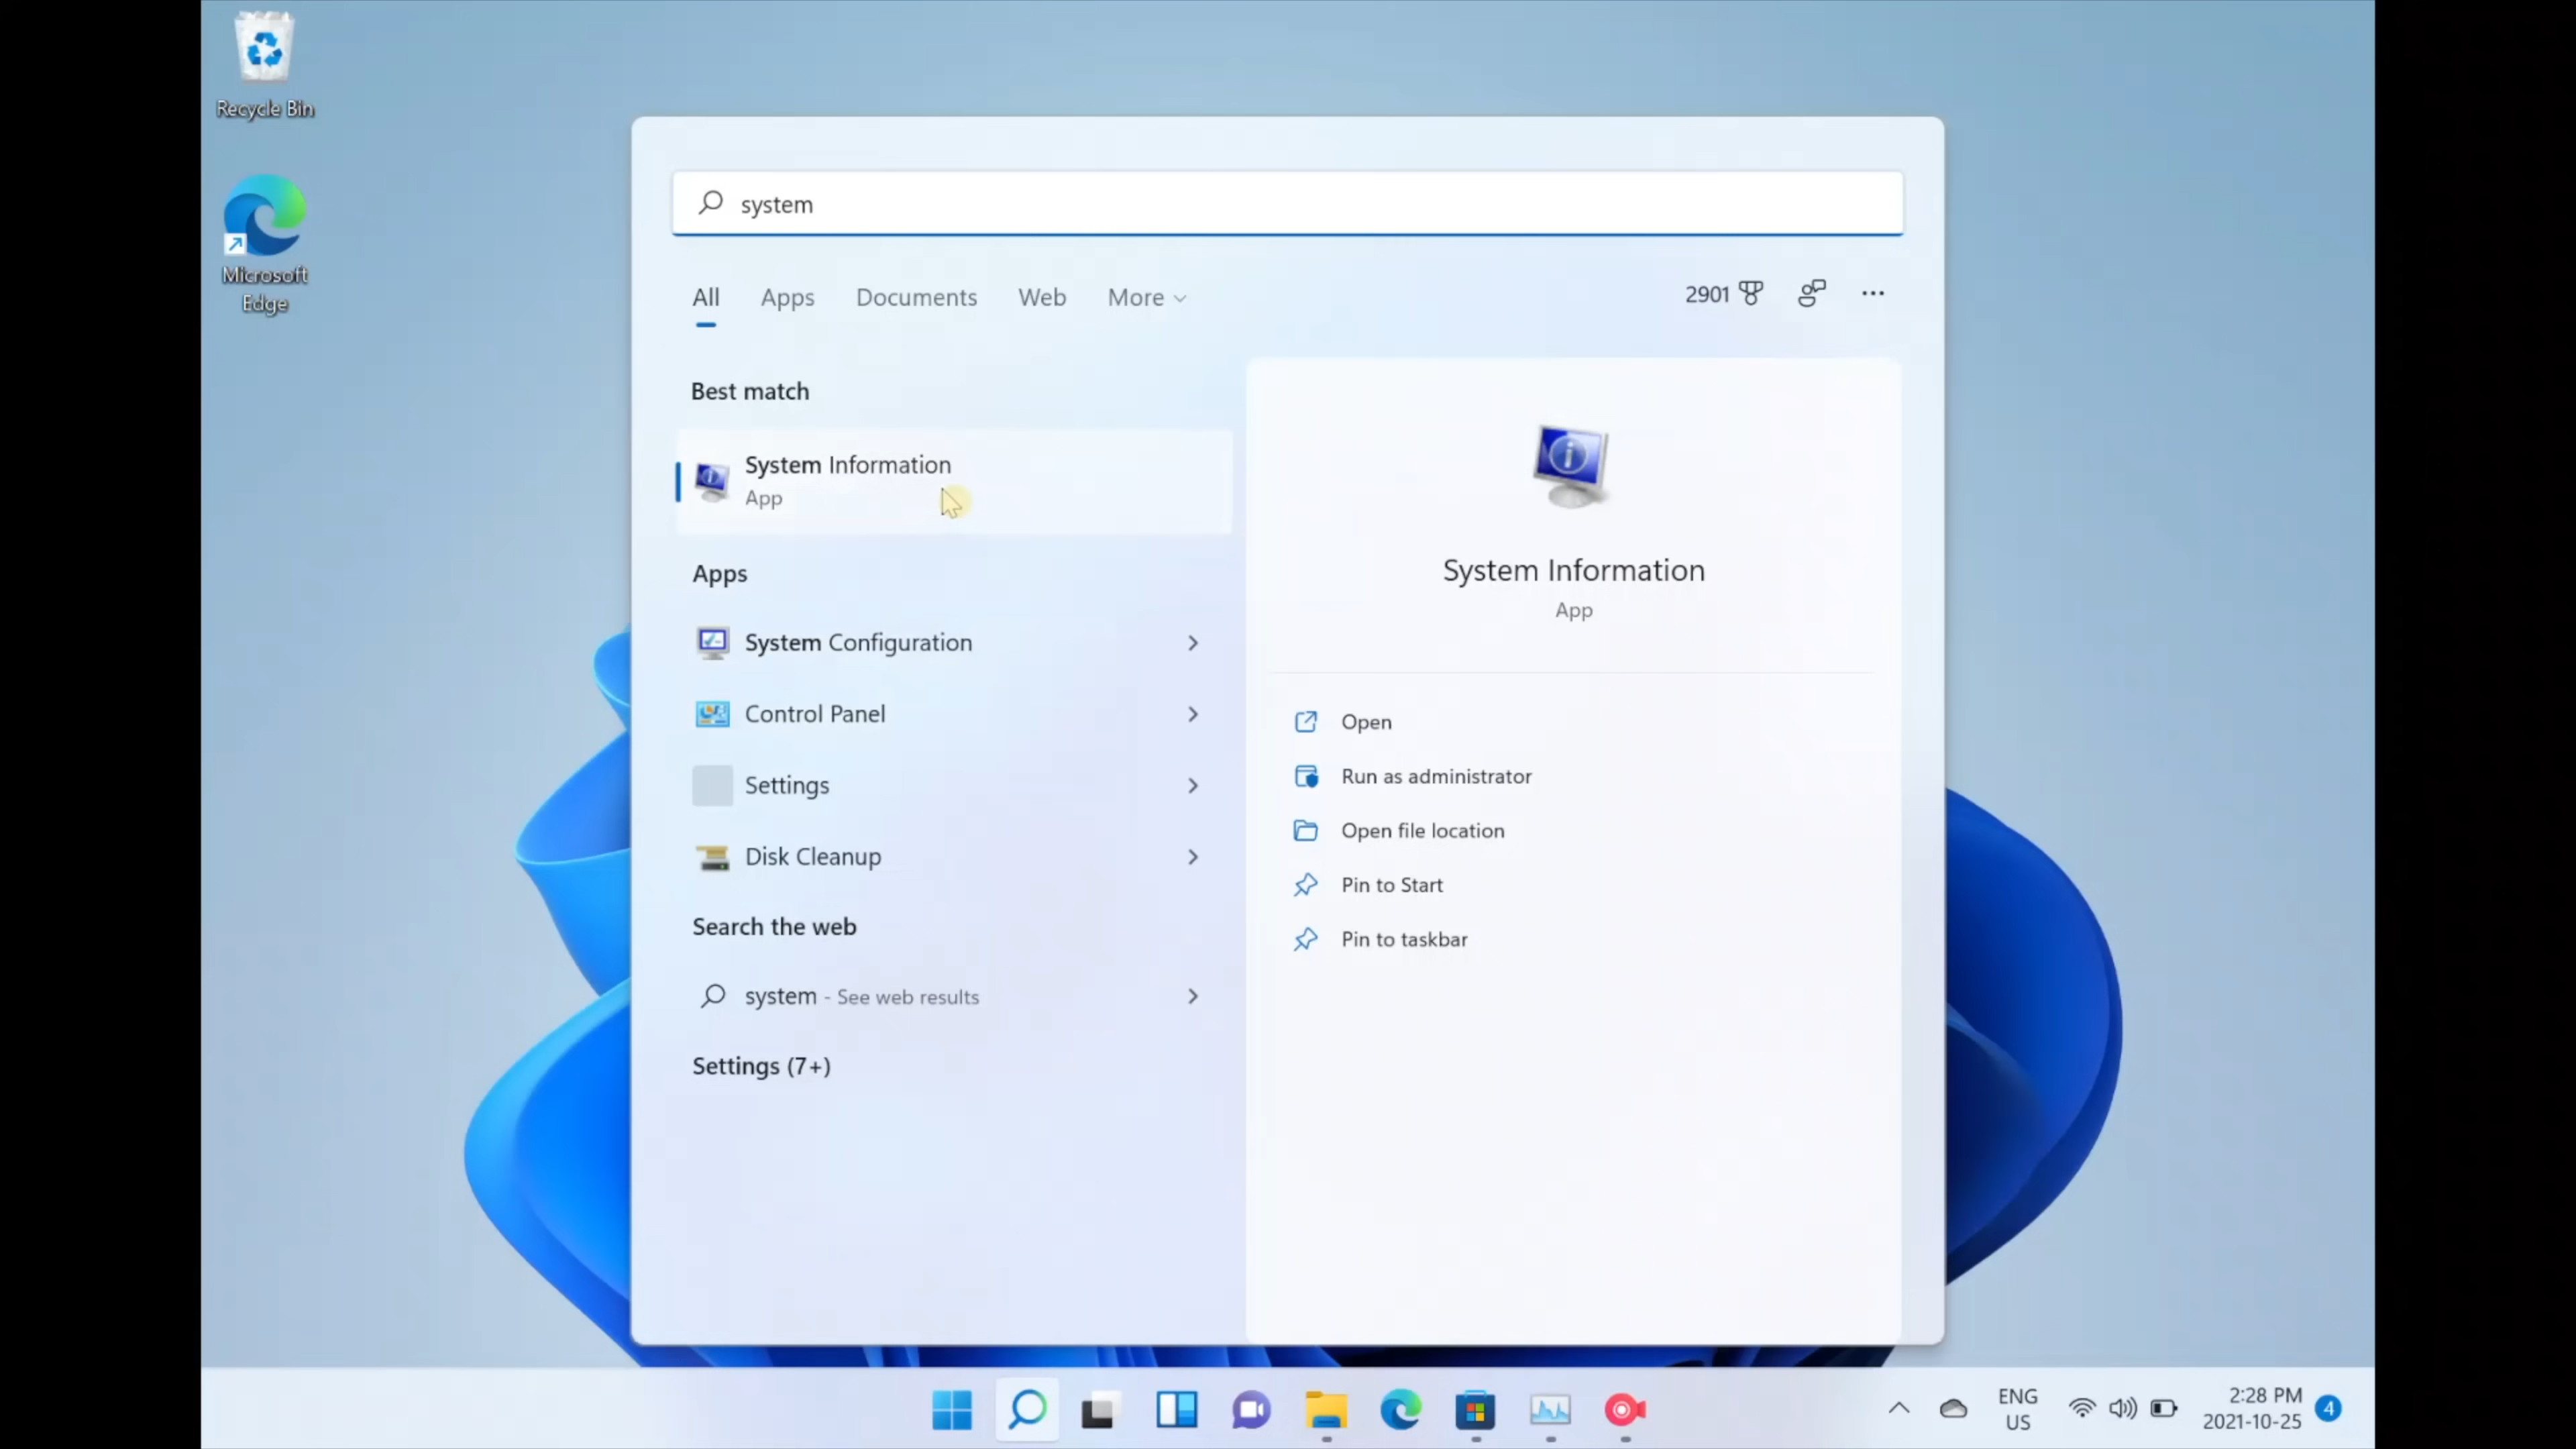 Recycle Bin
Microsoft
Edge
system
All Apps Documents Web More
2901
Best match
System Information
App
Apps
System Configuration
Control Panel
Settings
Disk Cleanup
Search the web
system - See web results
Settings (7+)
System Information
App
Open
Run as administrator
Open file location
Pin to Start
Pin to taskbar
ENG
US
2:28 PM
2021-10-25
4